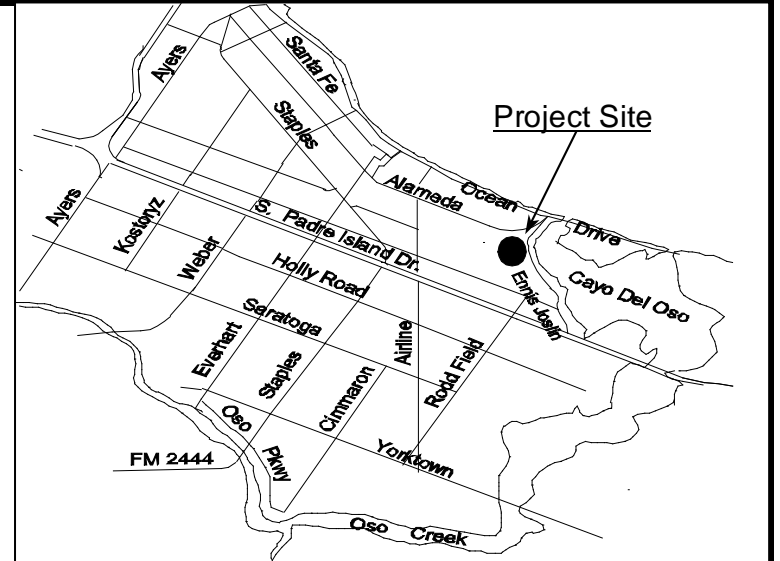 Ayers
Santa Fe
Staples
Project Site
Alameda
Ocean
Drive
Ayers
Kostoryz
Weber
S. Padre Island Dr.
Holly Road
Ennis Joslin
Cayo Del Oso
Saratoga
Everhart
Staples
Cimmaron
Airline
Rodd Field
Oso
Pkwy
Yorktown
FM 2444
Oso Creek